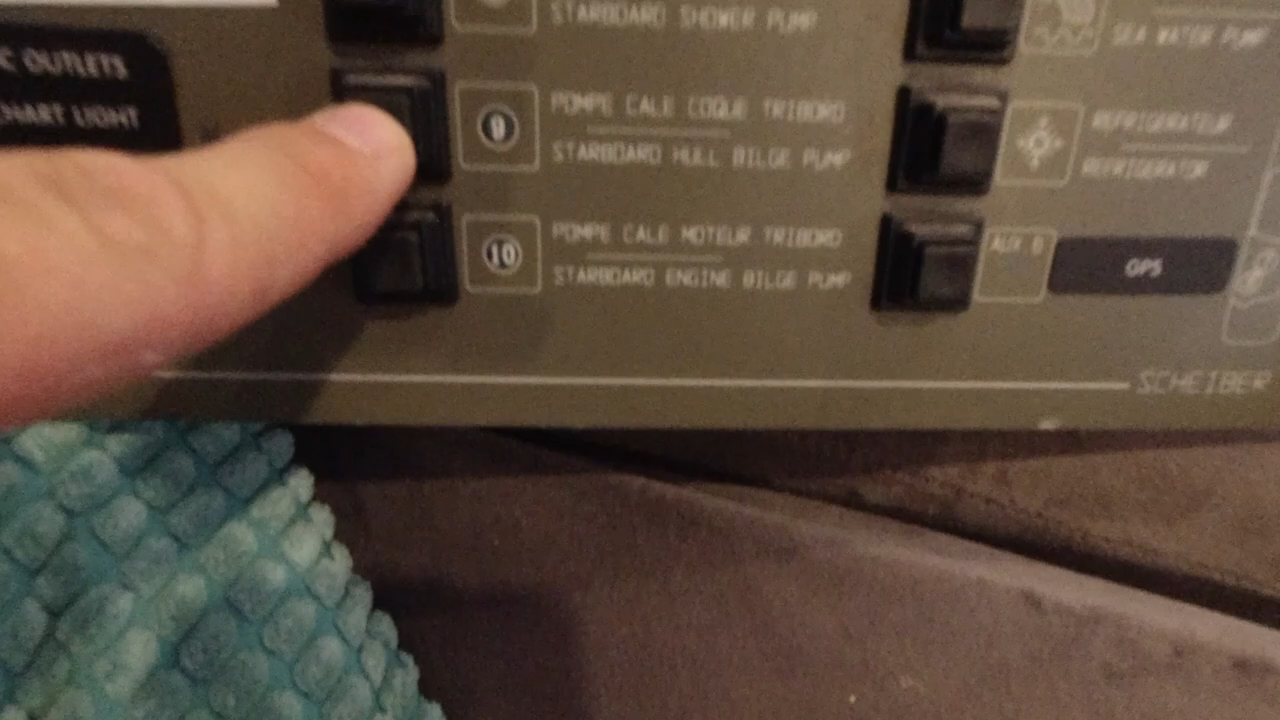 STARBOARD SHOWER PUMP
SEA WATER PUMP
C OUTLETS
CHART LIGHT
9
POMPE CALE COQUE TRIBORD
STARBOARD HULL BILGE PUMP
REFRIGERATEUR
REFRIGERATOR
10
POMPE CALE MOTEUR TRIBORD
STARBOARD ENGINE BILGE PUMP
AUX 8
GPS
SCHEIBER